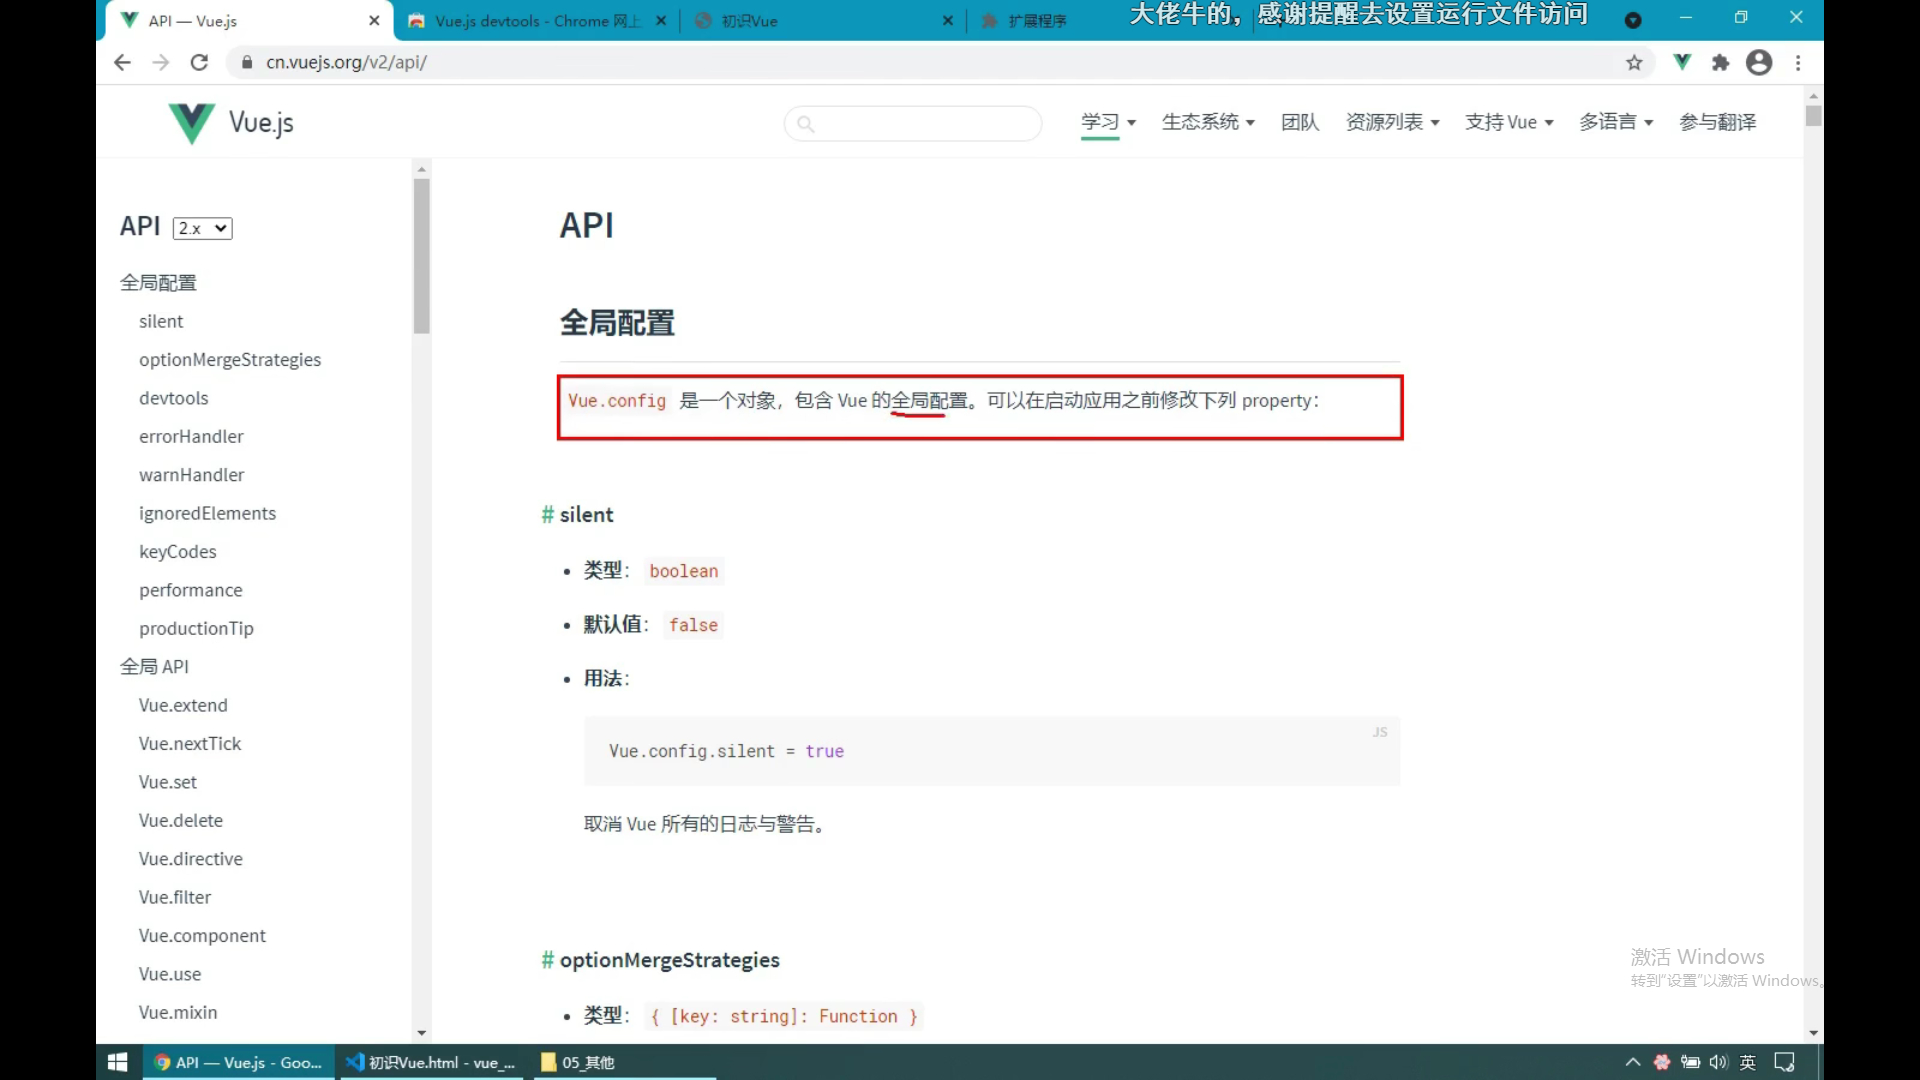 API — Vue.js
Vue.js devtools - Chrome 网上
初识Vue
扩展程序
大佬牛的，感谢提醒去设置运行文件访问
cn.vuejs.org/v2/api/
Vue.js
学习
生态系统
团队
资源列表
支持 Vue
多语言
参与翻译
API 2.x
全局配置
silent
optionMergeStrategies
devtools
errorHandler
warnHandler
ignoredElements
keyCodes
performance
productionTip
全局 API
Vue.extend
Vue.nextTick
Vue.set
Vue.delete
Vue.directive
Vue.filter
Vue.component
Vue.use
Vue.mixin
API
全局配置
Vue.config 是一个对象，包含 Vue 的全局配置。可以在启动应用之前修改下列 property：
# silent
• 类型： boolean
• 默认值： false
• 用法：
JS
Vue.config.silent = true
取消 Vue 所有的日志与警告。
# optionMergeStrategies
• 类型： { [key: string]: Function }
激活 Windows
转到“设置”以激活 Windows。
API — Vue.js - Goo...
初识Vue.html - vue_...
05_其他
英